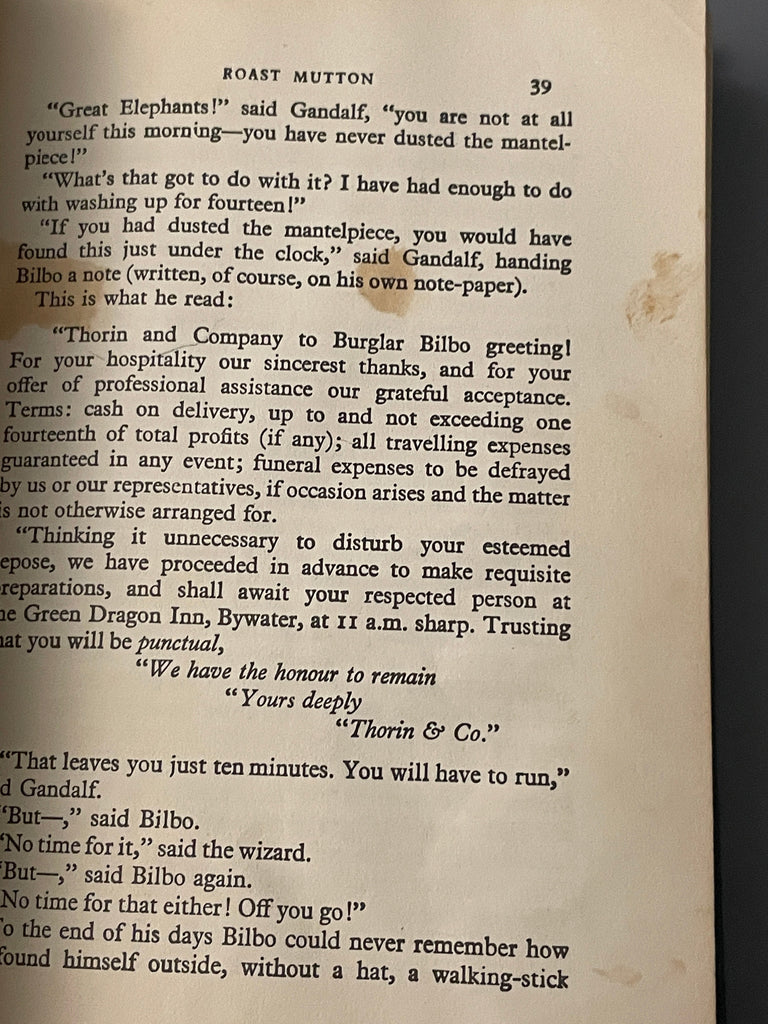 ROAST MUTTON 39
“Great Elephants!” said Gandalf, “you are not at all
yourself this morning—you have never dusted the mantel-
piece!”
“What’s that got to do with it? I have had enough to do
with washing up for fourteen!”
“If you had dusted the mantelpiece, you would have
found this just under the clock,” said Gandalf, handing
Bilbo a note (written, of course, on his own note-paper).
This is what he read:
“Thorin and Company to Burglar Bilbo greeting!
For your hospitality our sincerest thanks, and for your
offer of professional assistance our grateful acceptance.
Terms: cash on delivery, up to and not exceeding one
fourteenth of total profits (if any); all travelling expenses
guaranteed in any event; funeral expenses to be defrayed
by us or our representatives, if occasion arises and the matter
is not otherwise arranged for.
“Thinking it unnecessary to disturb your esteemed
epose, we have proceeded in advance to make requisite
reparations, and shall await your respected person at
he Green Dragon Inn, Bywater, at 11 a.m. sharp. Trusting
hat you will be punctual,
“We have the honour to remain
“Yours deeply
“Thorin & Co.”
“That leaves you just ten minutes. You will have to run,”
d Gandalf.
“But—,” said Bilbo.
“No time for it,” said the wizard.
“But—,” said Bilbo again.
No time for that either! Off you go!”
o the end of his days Bilbo could never remember how
found himself outside, without a hat, a walking-stick